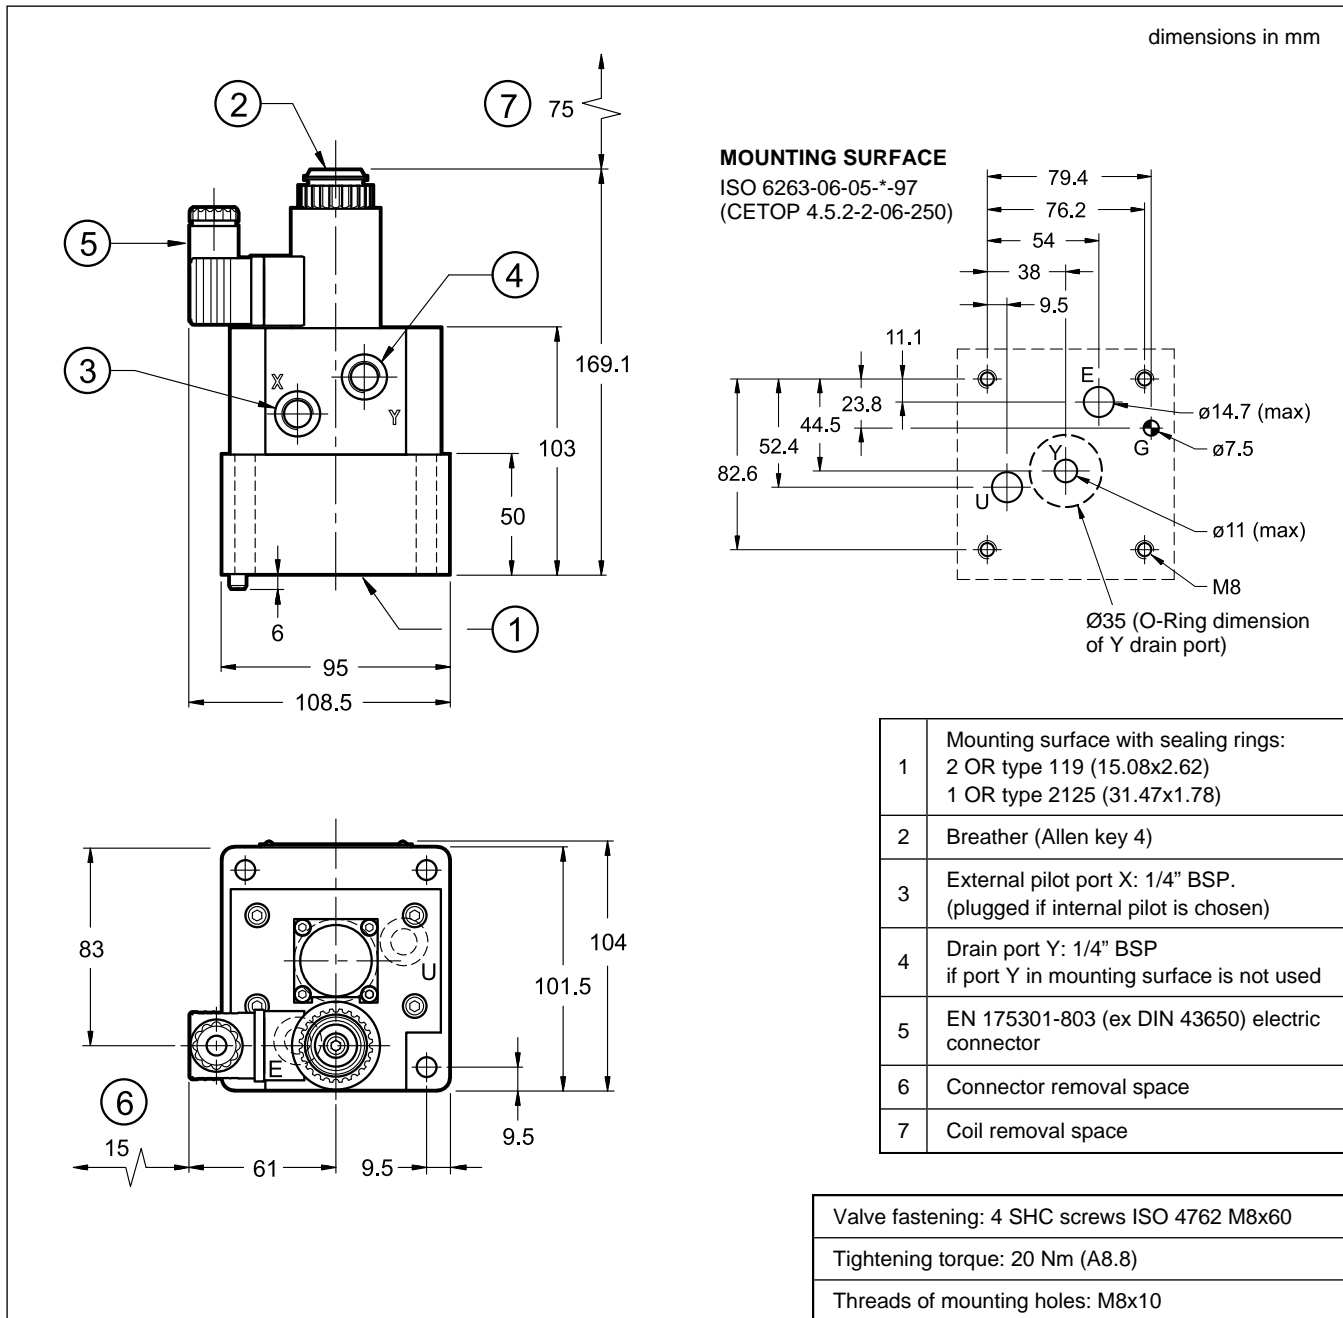 dimensions in mm
2
7
75
MOUNTING SURFACE
ISO 6263-06-05-*-97
(CETOP 4.5.2-2-06-250)
79.4
76.2
54
38
9.5
11.1
23.8
44.5
52.4
82.6
E
G
Y
U
ø14.7 (max)
ø7.5
ø11 (max)
M8
Ø35 (O-Ring dimension
of Y drain port)
5
4
3
X
Y
169.1
103
50
6
1
95
108.5
83
U
E
104
101.5
6
15
61
9.5
9.5
1
Mounting surface with sealing rings:
2 OR type 119 (15.08x2.62)
1 OR type 2125 (31.47x1.78)
2
Breather (Allen key 4)
3
External pilot port X: 1/4” BSP.
(plugged if internal pilot is chosen)
4
Drain port Y: 1/4” BSP
if port Y in mounting surface is not used
5
EN 175301-803 (ex DIN 43650) electric
connector
6
Connector removal space
7
Coil removal space
Valve fastening: 4 SHC screws ISO 4762 M8x60
Tightening torque: 20 Nm (A8.8)
Threads of mounting holes: M8x10